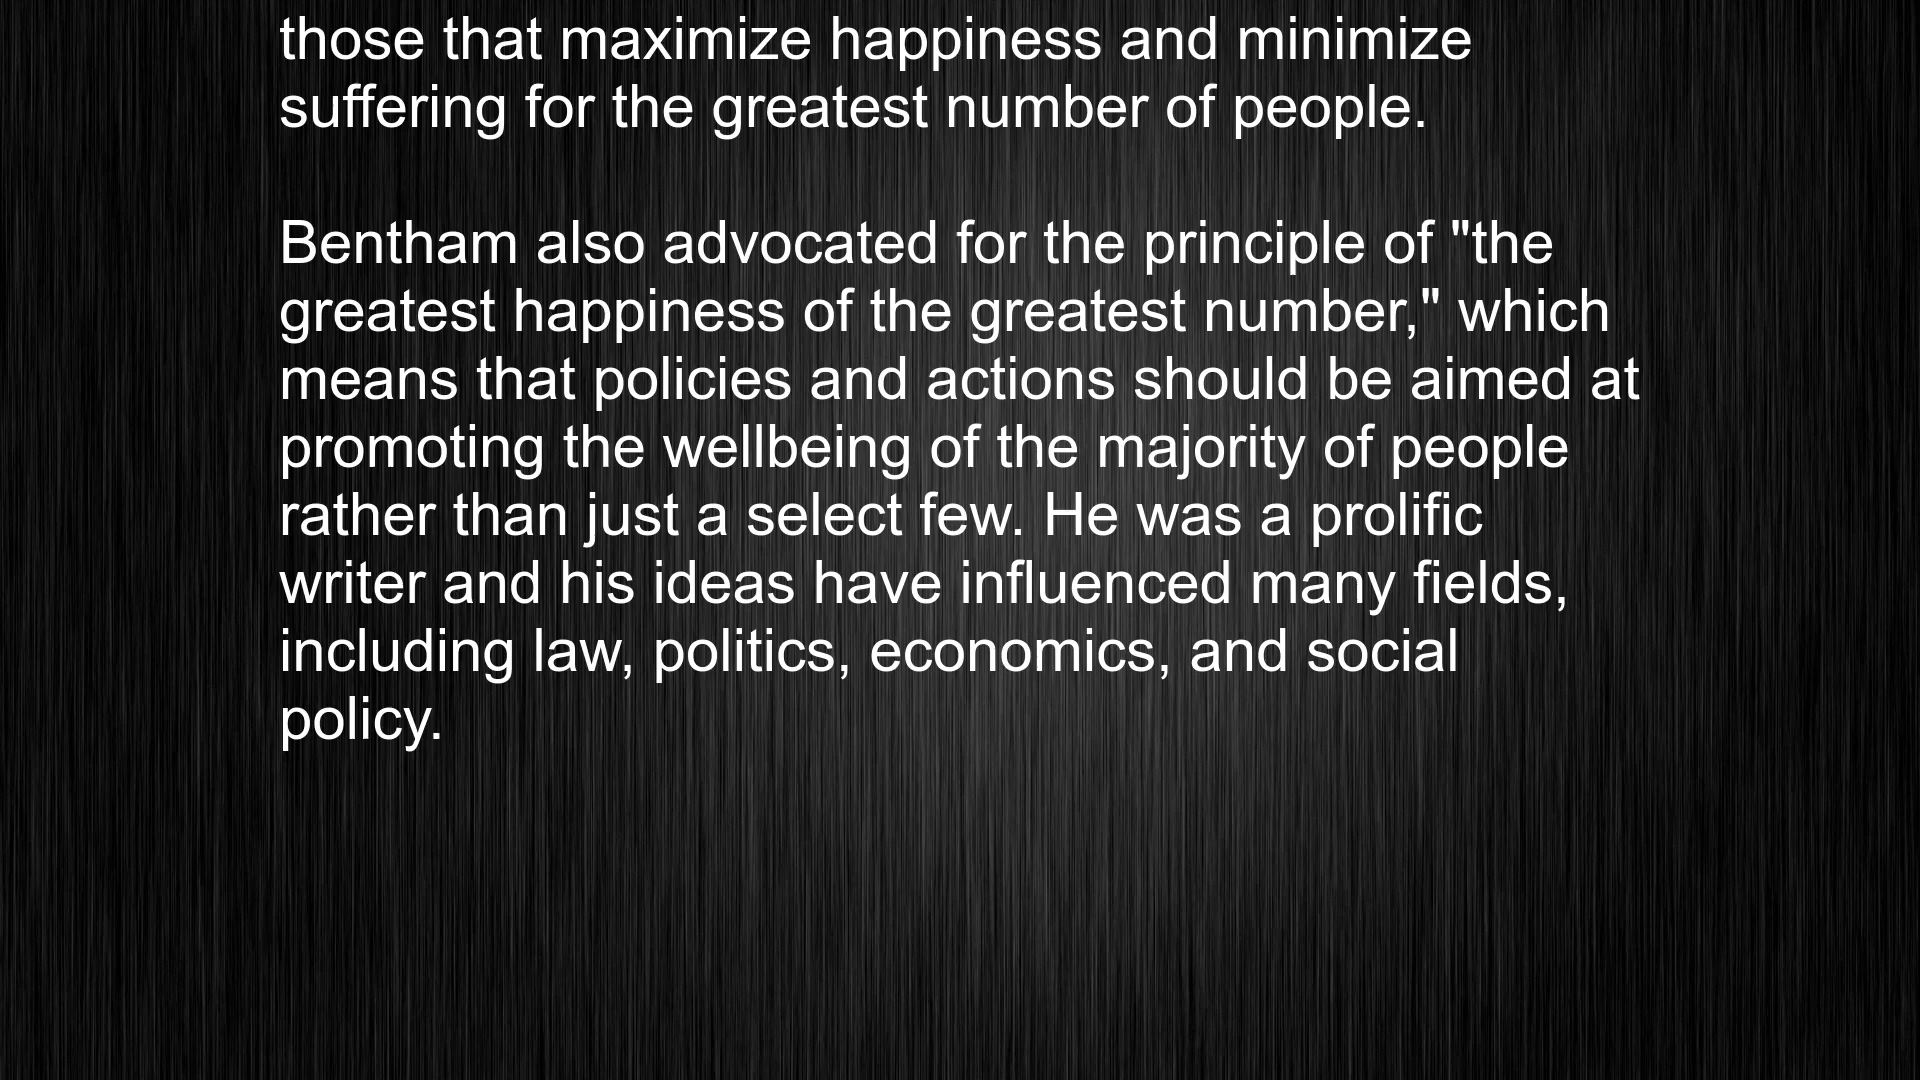 those that maximize happiness and minimize
suffering for the greatest number of people.
Bentham also advocated for the principle of "the
greatest happiness of the greatest number," which
means that policies and actions should be aimed at
promoting the wellbeing of the majority of people
rather than just a select few. He was a prolific
writer and his ideas have influenced many fields,
including law, politics, economics, and social
policy.